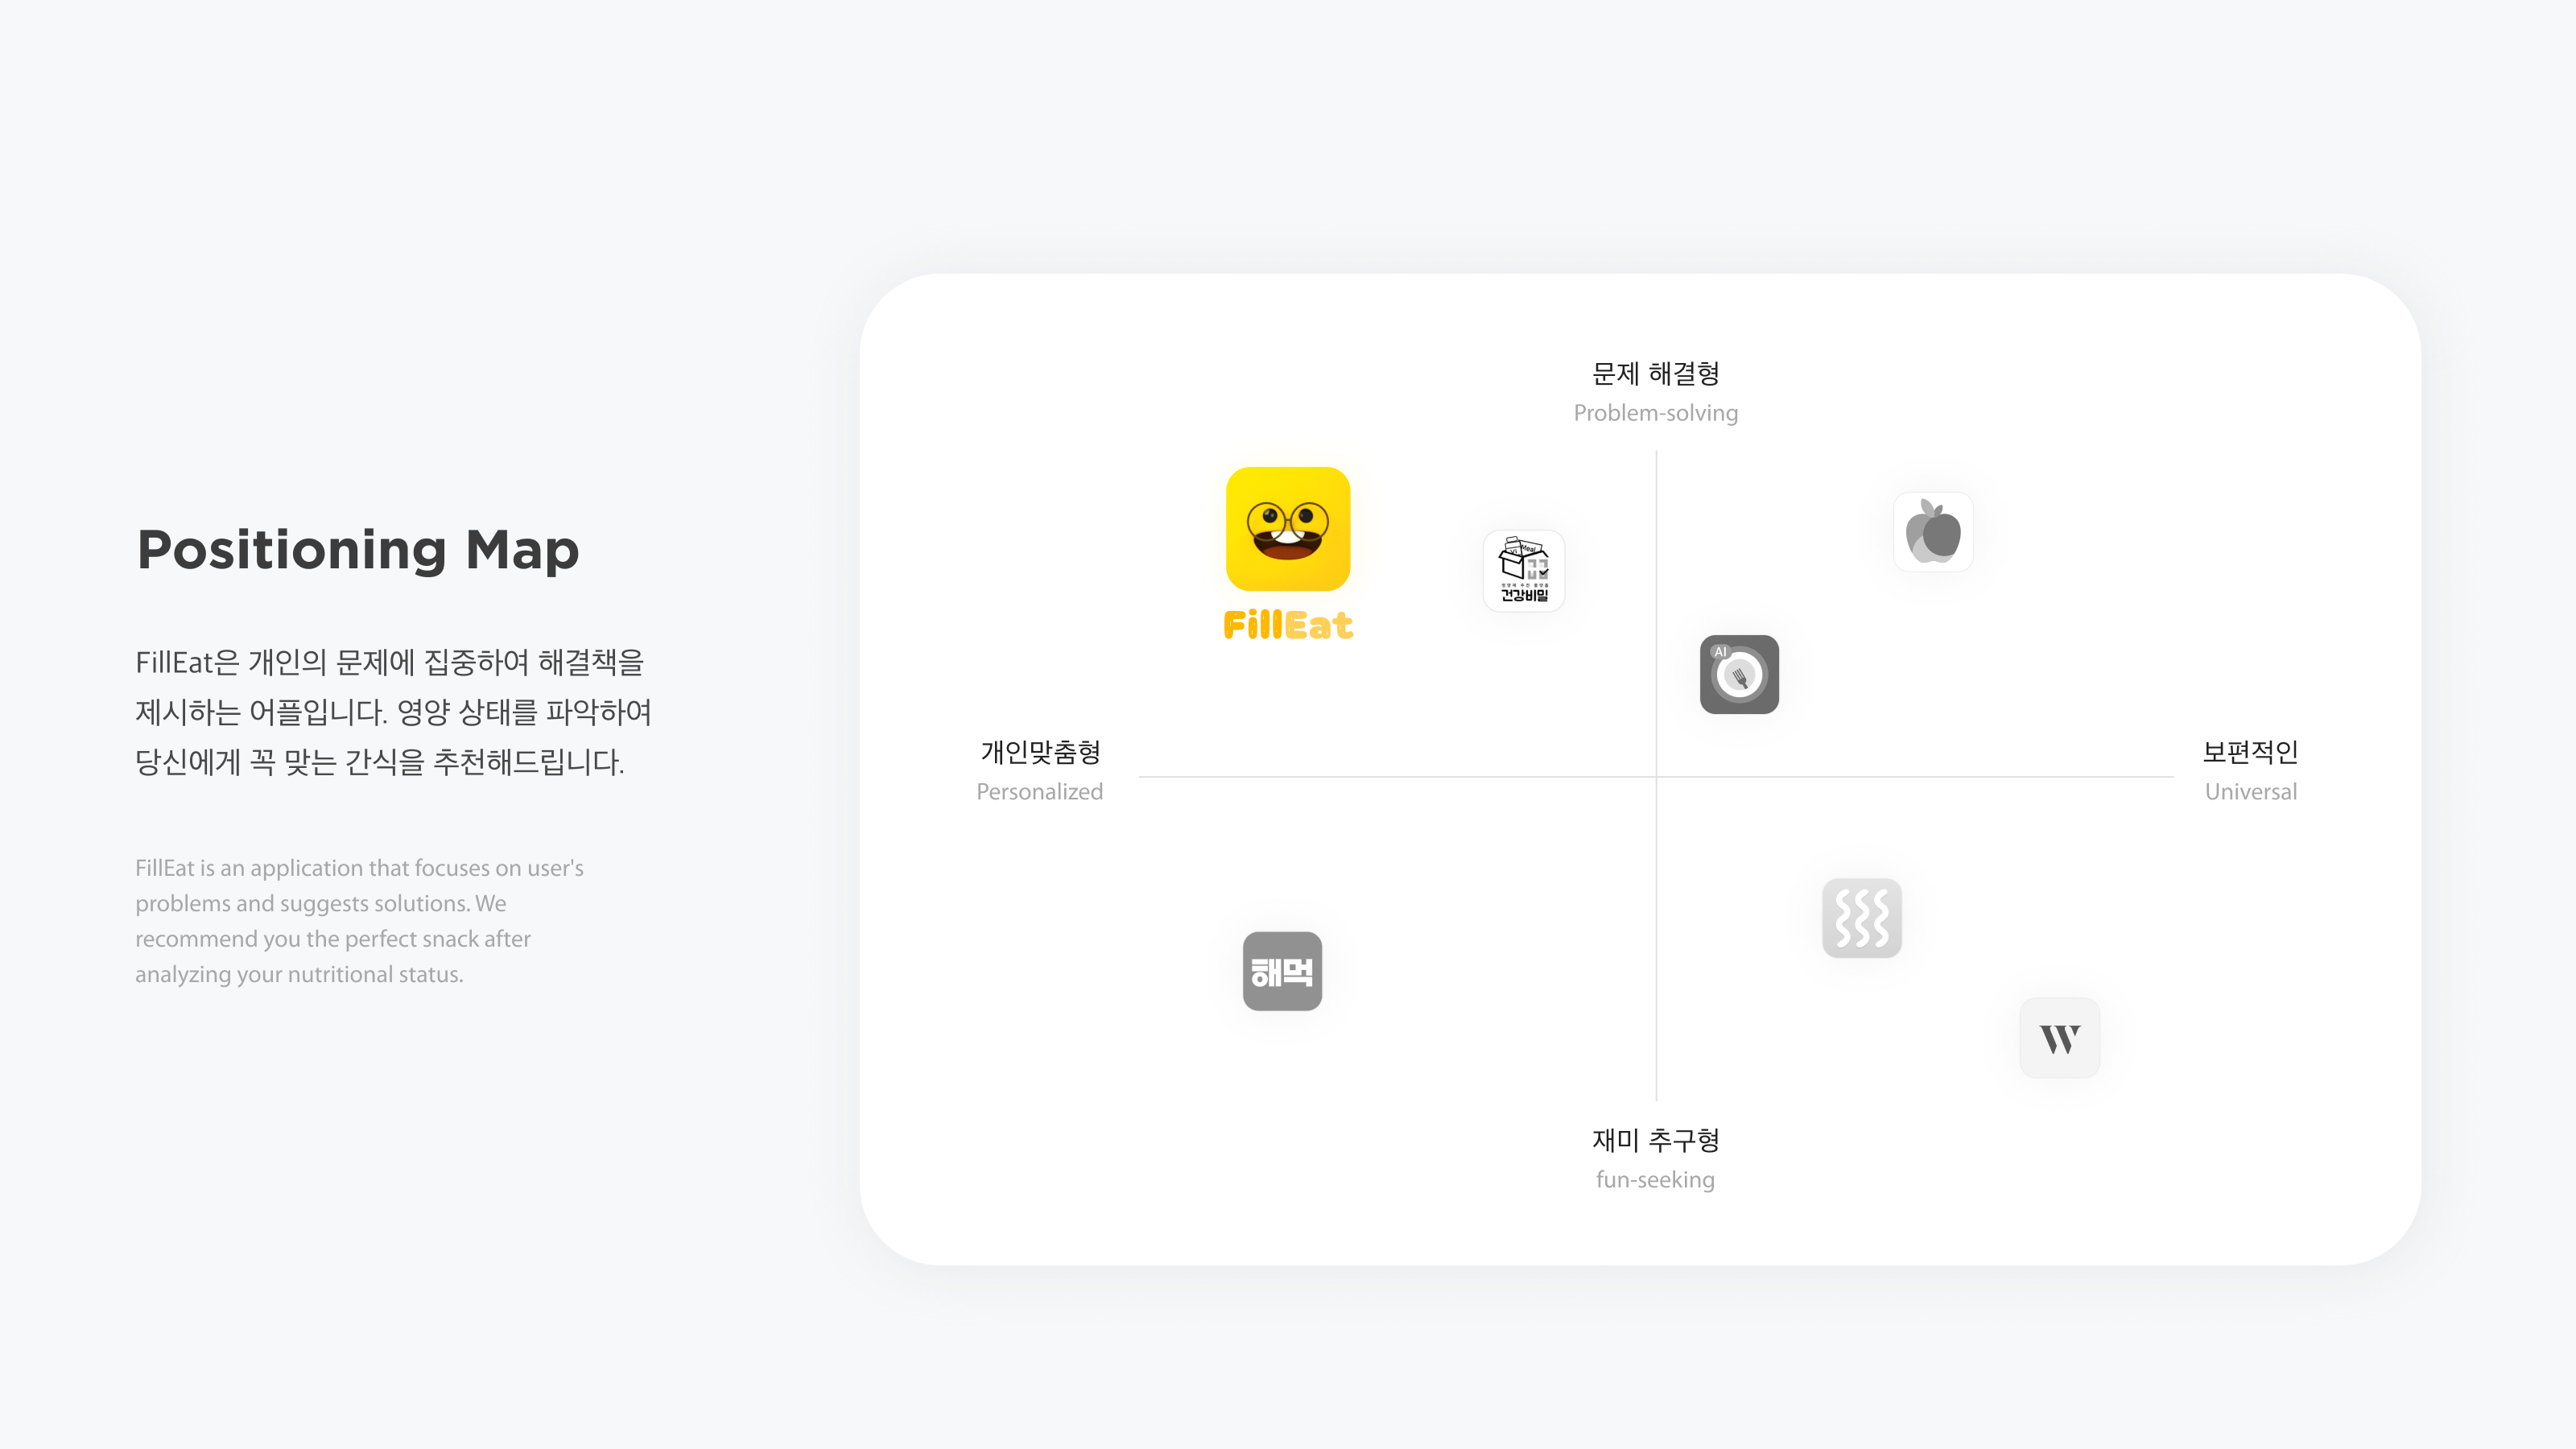 Positioning Map
FillEat은 개인의 문제에 집중하여 해결책을
제시하는 어플입니다. 영양 상태를 파악하여
당신에게 꼭 맞는 간식을 추천해드립니다.
FillEat is an application that focuses on user's
problems and suggests solutions. We
recommend you the perfect snack after
analyzing your nutritional status.
문제 해결형
Problem-solving
FillEat
Meal
건강비밀
AI
개인맞춤형
Personalized
보편적인
Universal
해먹
W
재미 추구형
fun-seeking